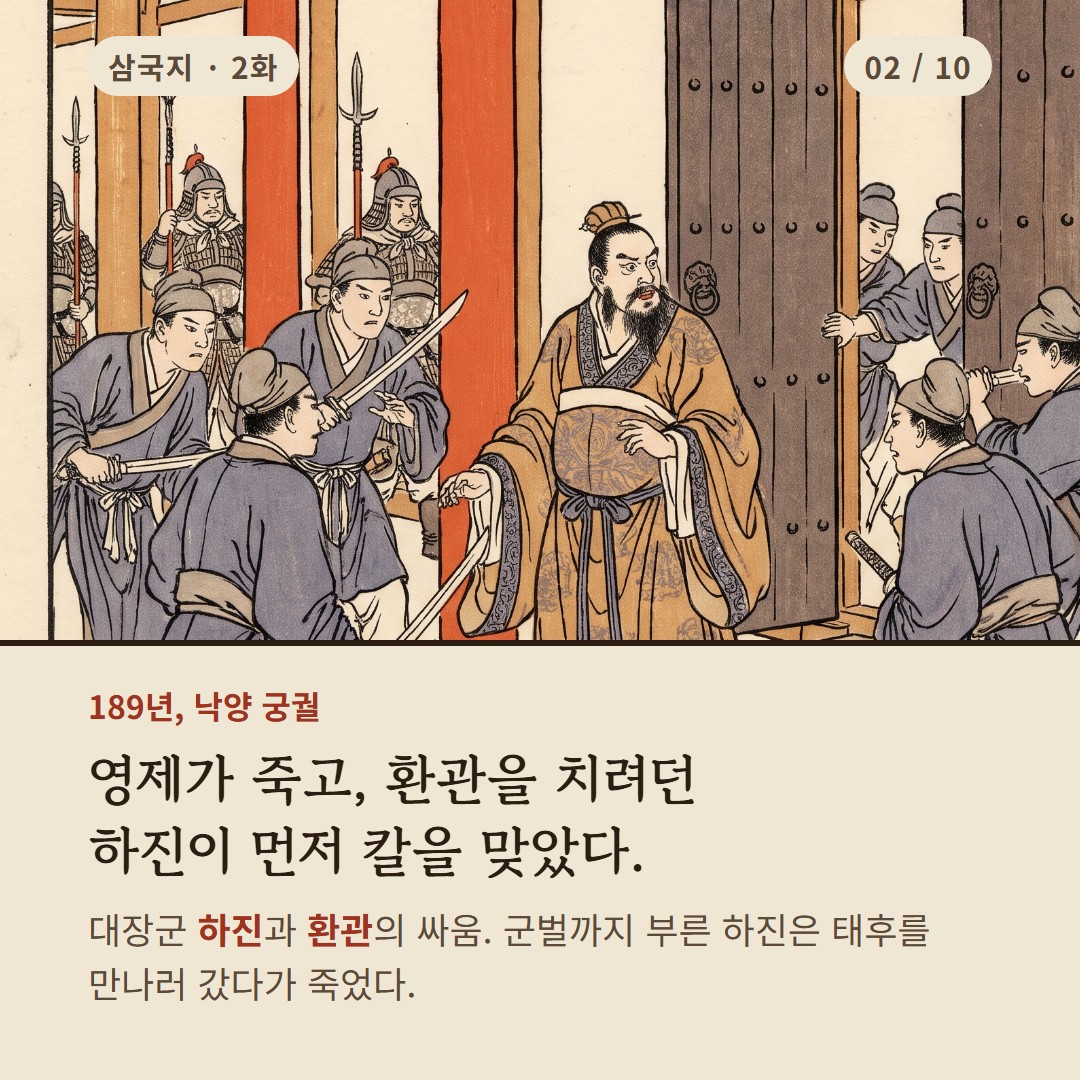 삼국지 · 2화
02 / 10
189년, 낙양 궁궐
영제가 죽고, 환관을 치려던
하진이 먼저 칼을 맞았다.
대장군 하진과 환관의 싸움. 군벌까지 부른 하진은 태후를
만나러 갔다가 죽었다.